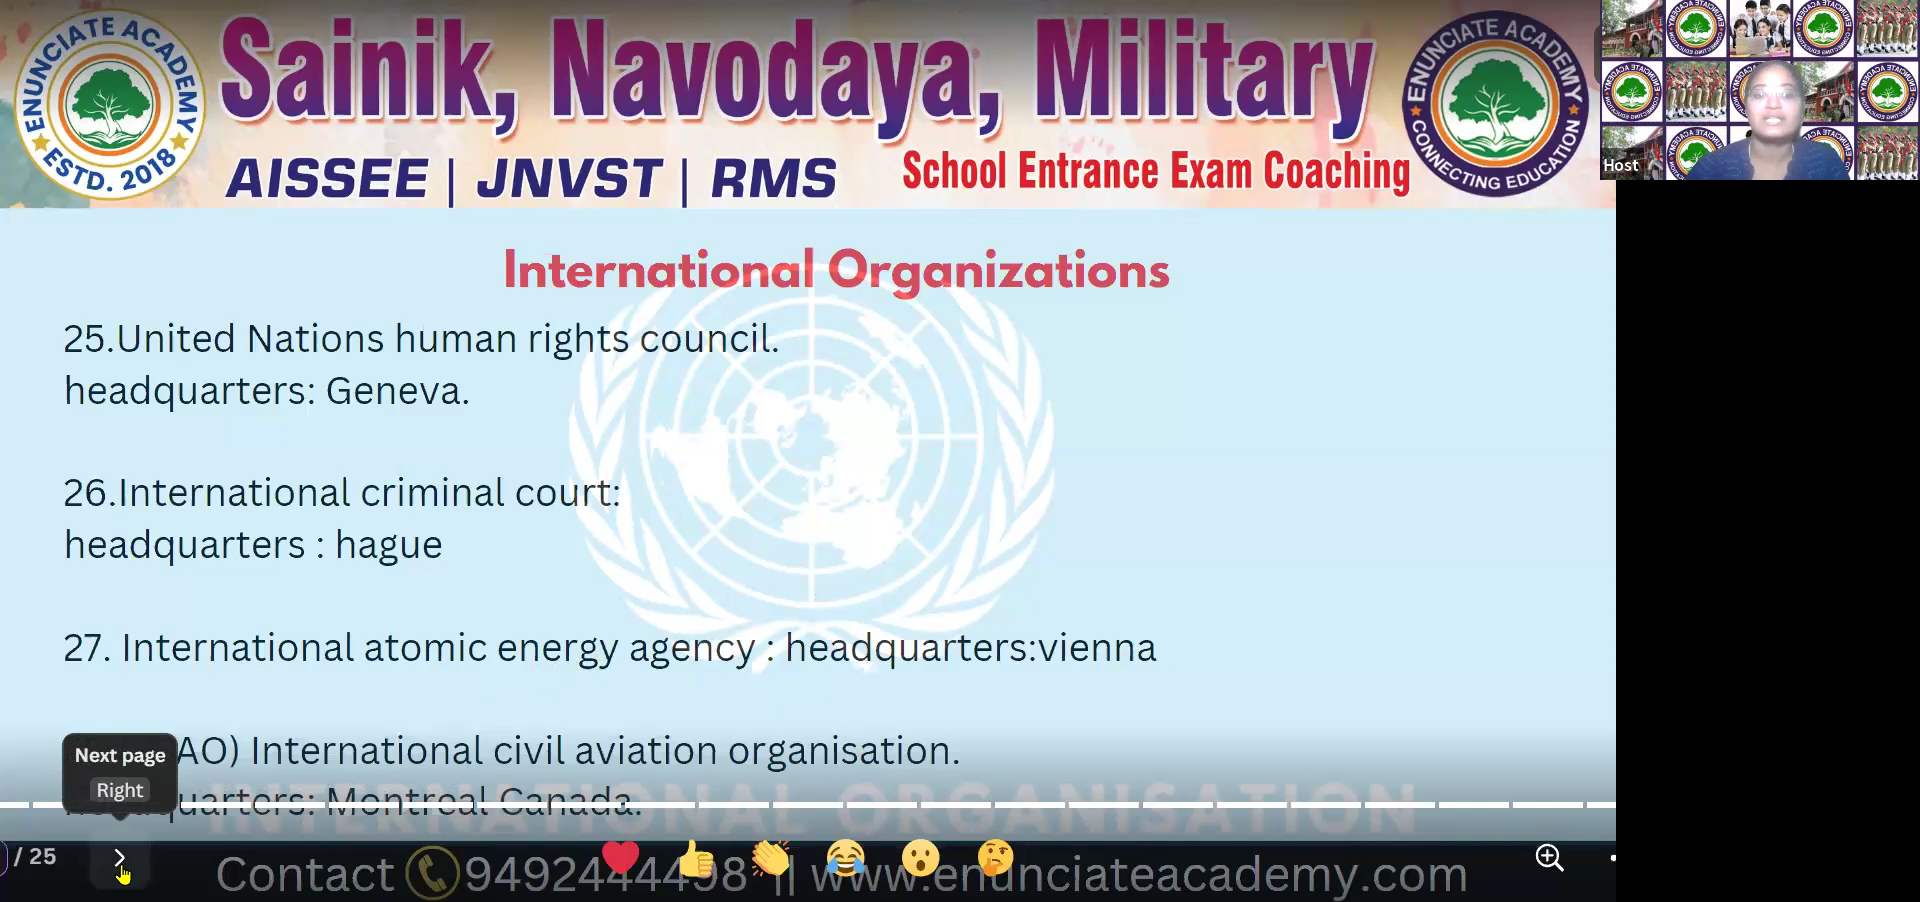 ENUNCIATE ACADEMY
ESTD. 2018
Sainik, Navodaya, Military
AISSEE | JNVST | RMS
School Entrance Exam Coaching
ENUNCIATE ACADEMY
CONNECTING EDUCATION
Host
International Organizations
25.United Nations human rights council.
headquarters: Geneva.
26.International criminal court:
headquarters : hague
27. International atomic energy agency : headquarters:vienna
AO) International civil aviation organisation.
Montreal Canada.
Next page
Right
INTERNATIONAL ORGANISATION
/ 25
Contact 9492444498 || www.enunciateacademy.com